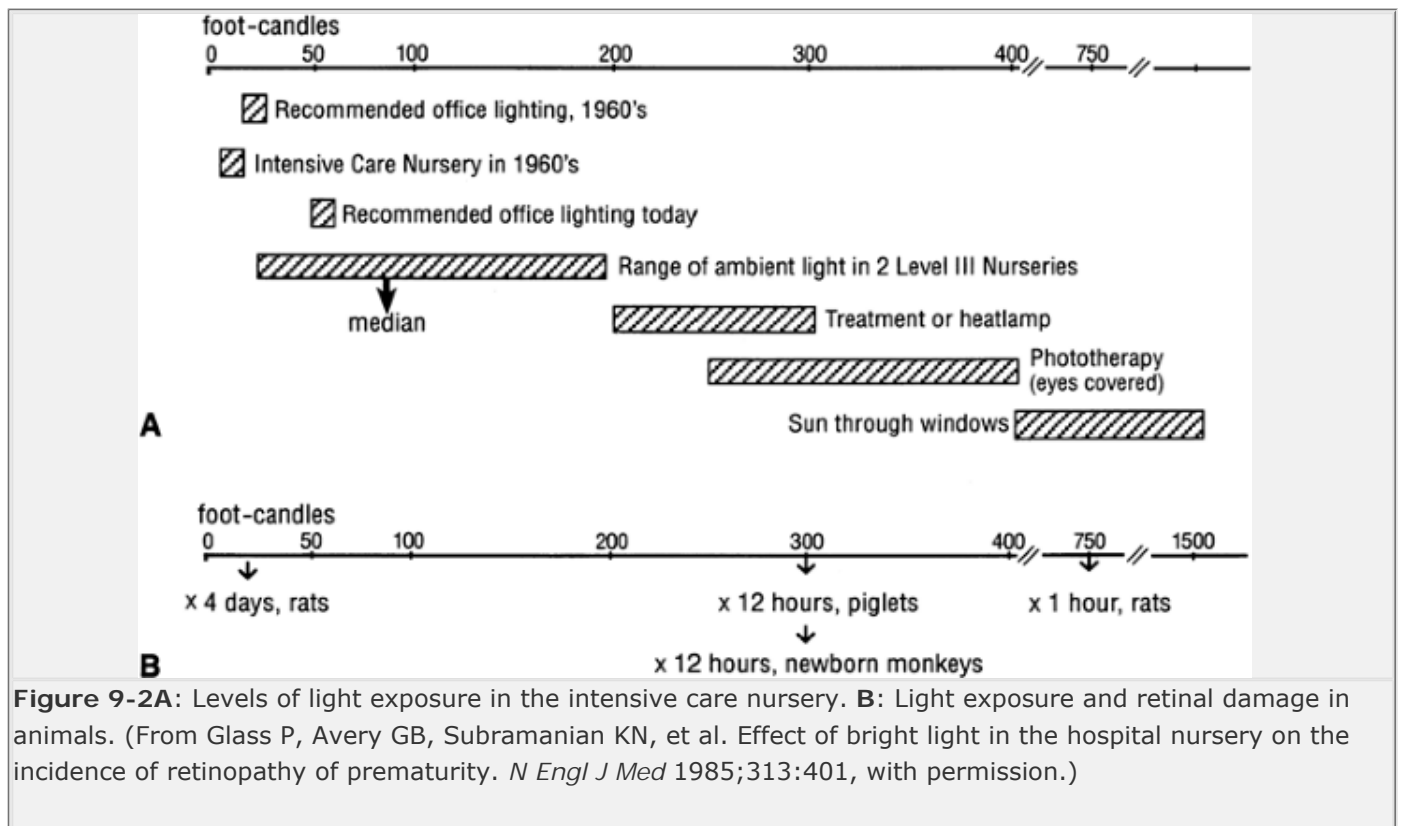 foot-candles
0 50 100 200 300 400 750
Recommended office lighting, 1960's
Intensive Care Nursery in 1960's
Recommended office lighting today
Range of ambient light in 2 Level III Nurseries
median
Treatment or heatlamp
Phototherapy
(eyes covered)
Sun through windows
A
foot-candles
0 50 100 200 300 400 750 1500
x 4 days, rats x 12 hours, piglets x 1 hour, rats
x 12 hours, newborn monkeys
B
Figure 9-2A: Levels of light exposure in the intensive care nursery. B: Light exposure and retinal damage in
animals. (From Glass P, Avery GB, Subramanian KN, et al. Effect of bright light in the hospital nursery on the
incidence of retinopathy of prematurity. N Engl J Med 1985;313:401, with permission.)